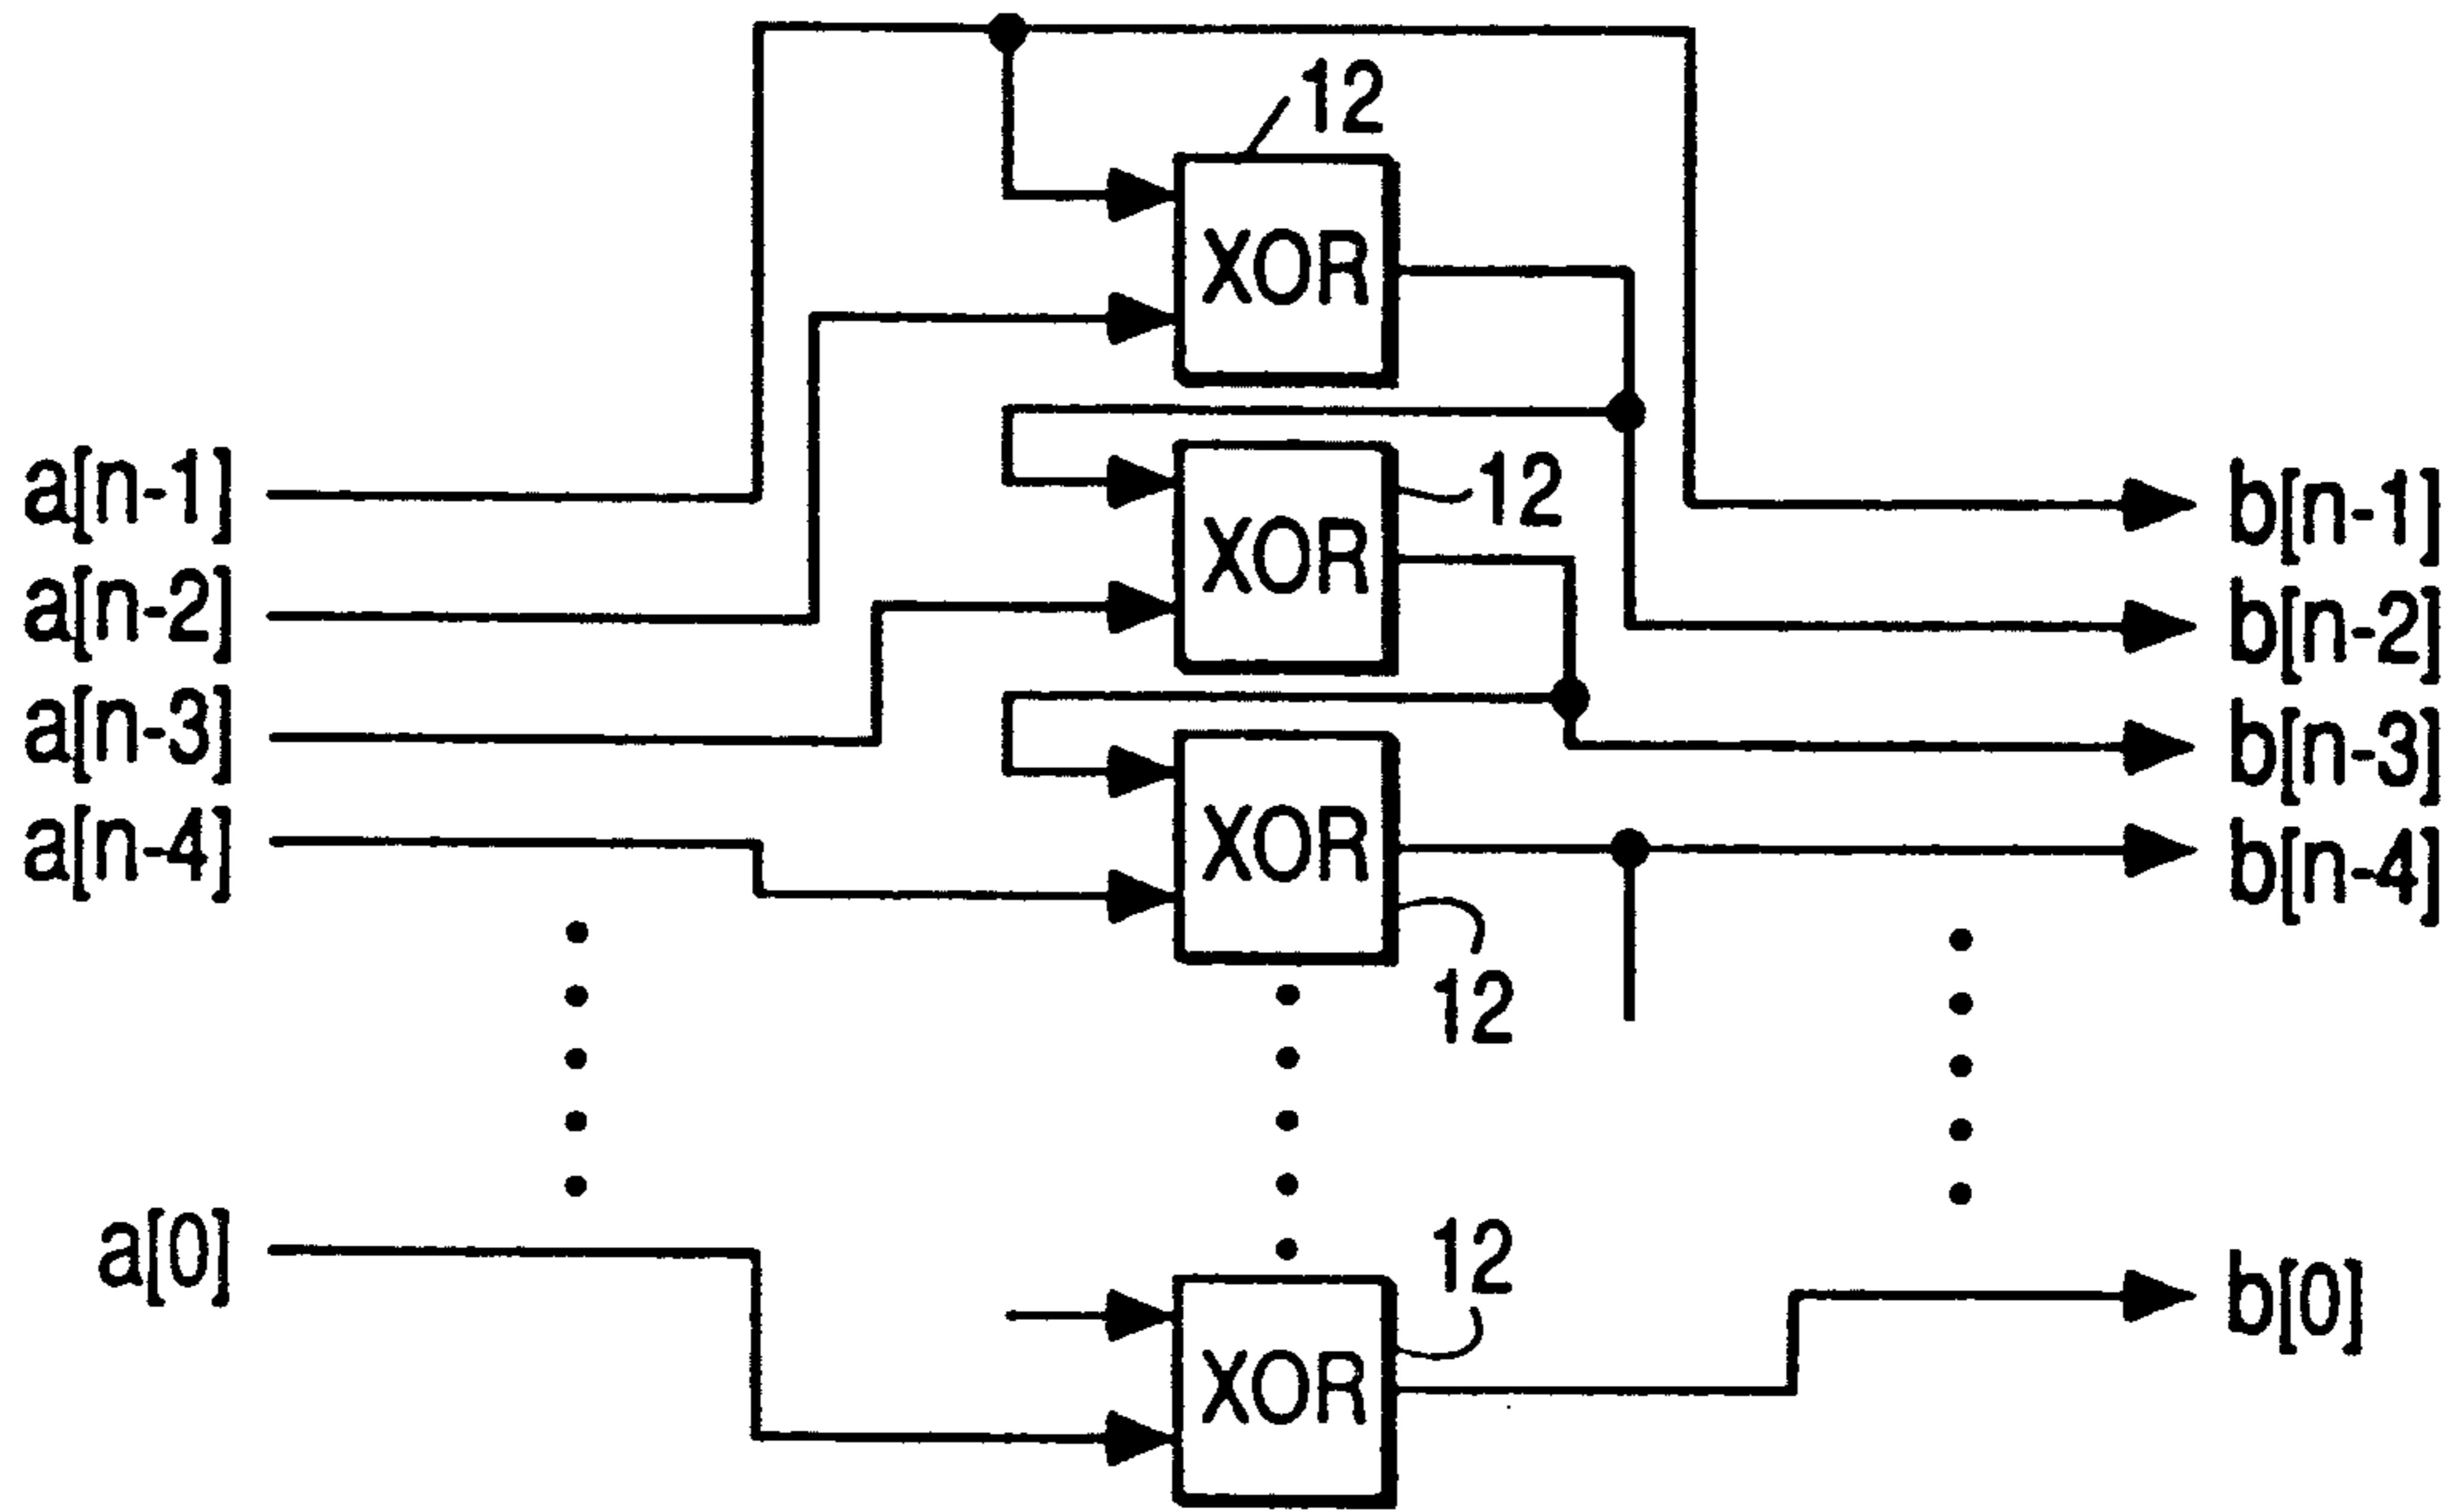 12
XOR
a[n-1]
12
b[n-1]
XOR
a[n-2]
b[n-2]
a[n-3]
b[n-3]
a[n-4]
XOR
b[n-4]
12
a[0]
12
b[0]
XOR